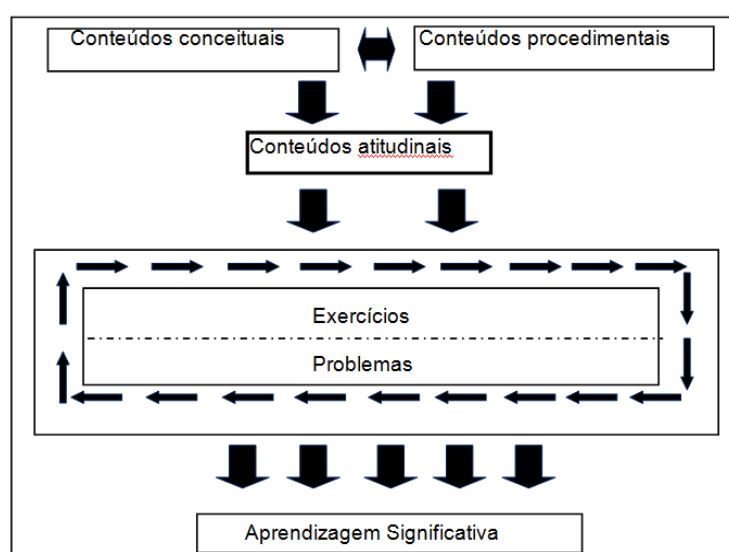 Conteúdos conceituais
Conteúdos procedimentais
Conteúdos atitudinais
Exercícios
Problemas
Aprendizagem Significativa